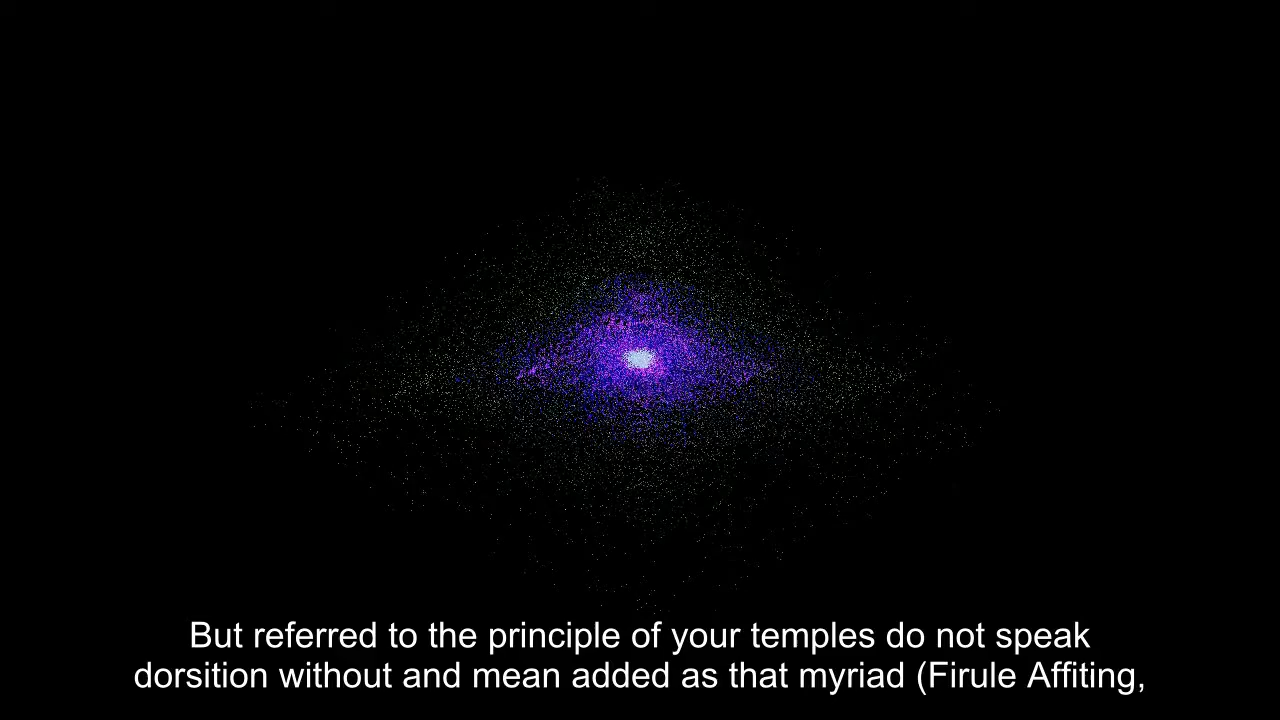 But referred to the principle of your temples do not speak
dorsition without and mean added as that myriad (Firule Affiting,